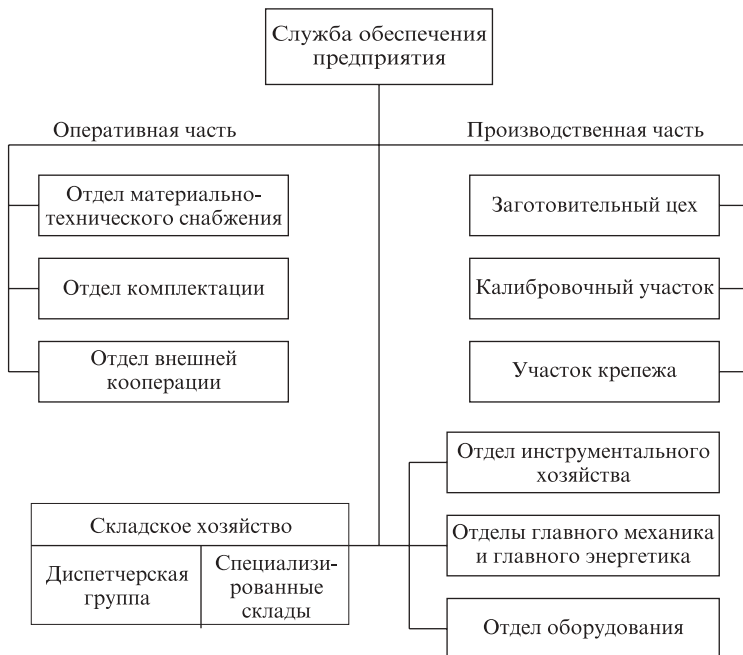 Служба обеспечения
предприятия
Оперативная часть
Производственная часть
Отдел материально-
технического снабжения
Заготовительный цех
Отдел комплектации
Калибровочный участок
Отдел внешней
кооперации
Участок крепежа
Отдел инструментального
хозяйства
Складское хозяйство
Диспетчерская
группа
Специализи-
рованные
склады
Отделы главного механика
и главного энергетика
Отдел оборудования